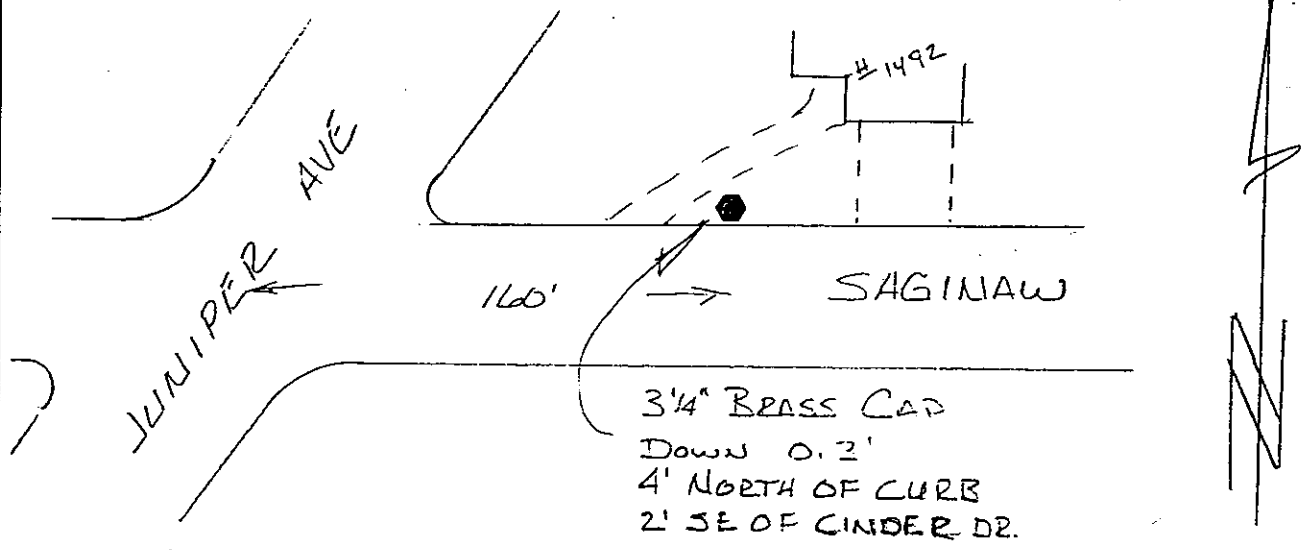 # 1492
JUNIPER AVE
160'
SAGINAW
3 1/4" BRASS CAP
DOWN 0.2'
4' NORTH OF CURB
2' SE OF CINDER DR.
N